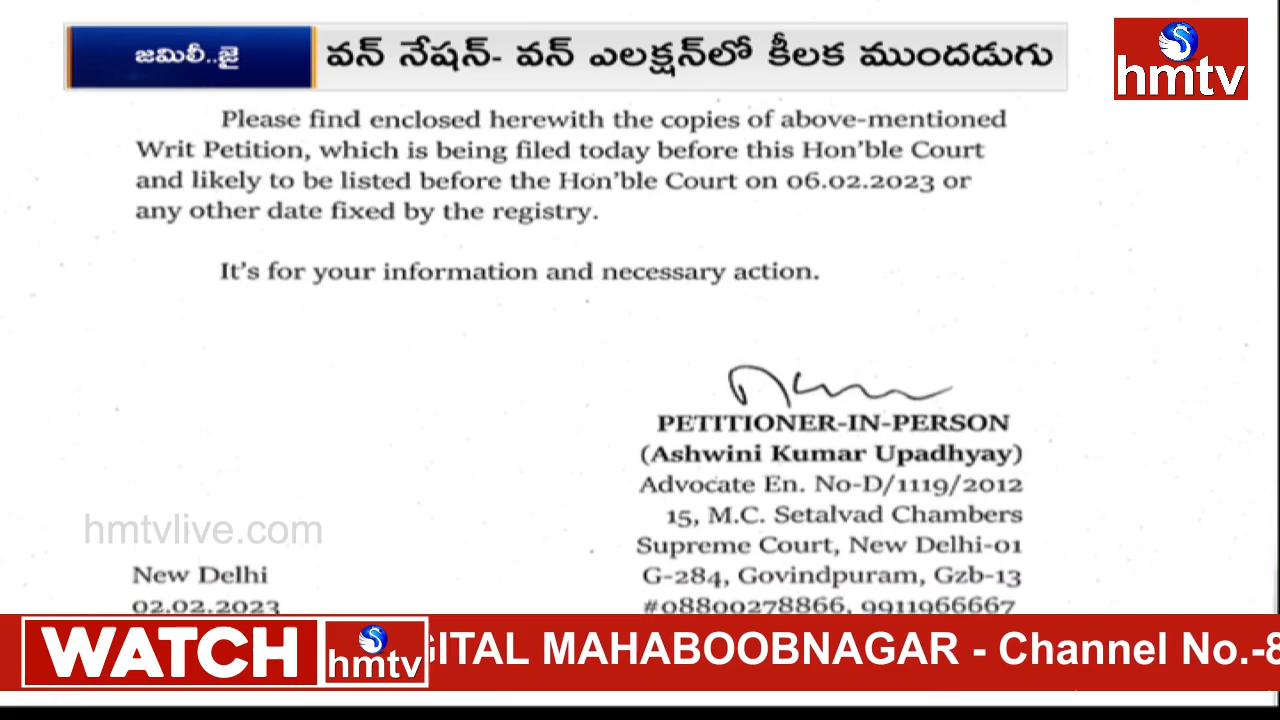 జమిలీ..జై
వన్ నేషన్- వన్ ఎలక్షన్‌లో కీలక ముందడుగు
hmtv
Please find enclosed herewith the copies of above-mentioned
Writ Petition, which is being filed today before this Hon’ble Court
and likely to be listed before the Hon’ble Court on 06.02.2023 or
any other date fixed by the registry.
It’s for your information and necessary action.
PETITIONER-IN-PERSON
(Ashwini Kumar Upadhyay)
Advocate En. No-D/1119/2012
15, M.C. Setalvad Chambers
Supreme Court, New Delhi-01
G-284, Govindpuram, Gzb-13
#08800278866, 9911966667
hmtvlive.com
New Delhi
02.02.2023
WATCH hmtv GITAL MAHABOOBNAGAR - Channel No.-8